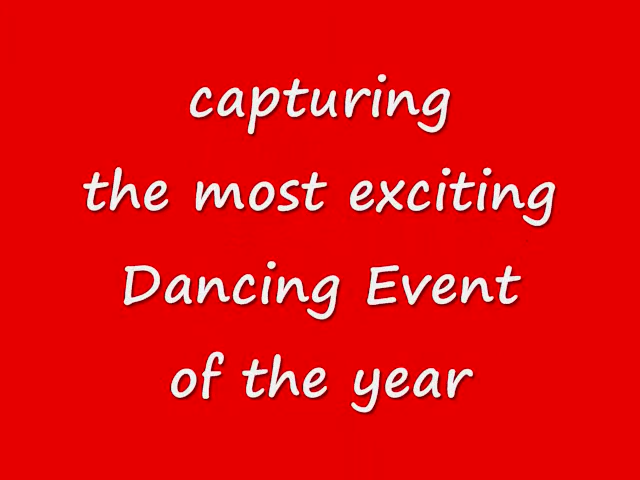 capturing
the most exciting
Dancing Event
of the year